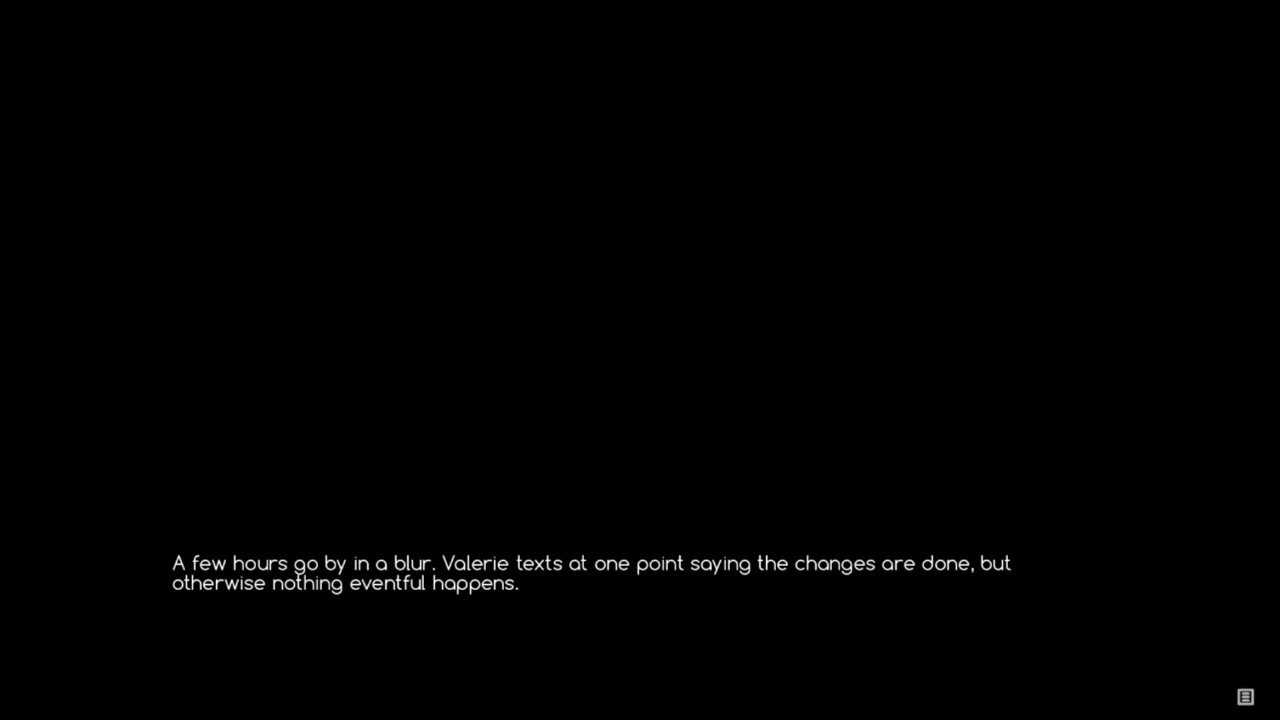 A few hours go by in a blur. Valerie texts at one point saying the changes are done, but
otherwise nothing eventful happens.